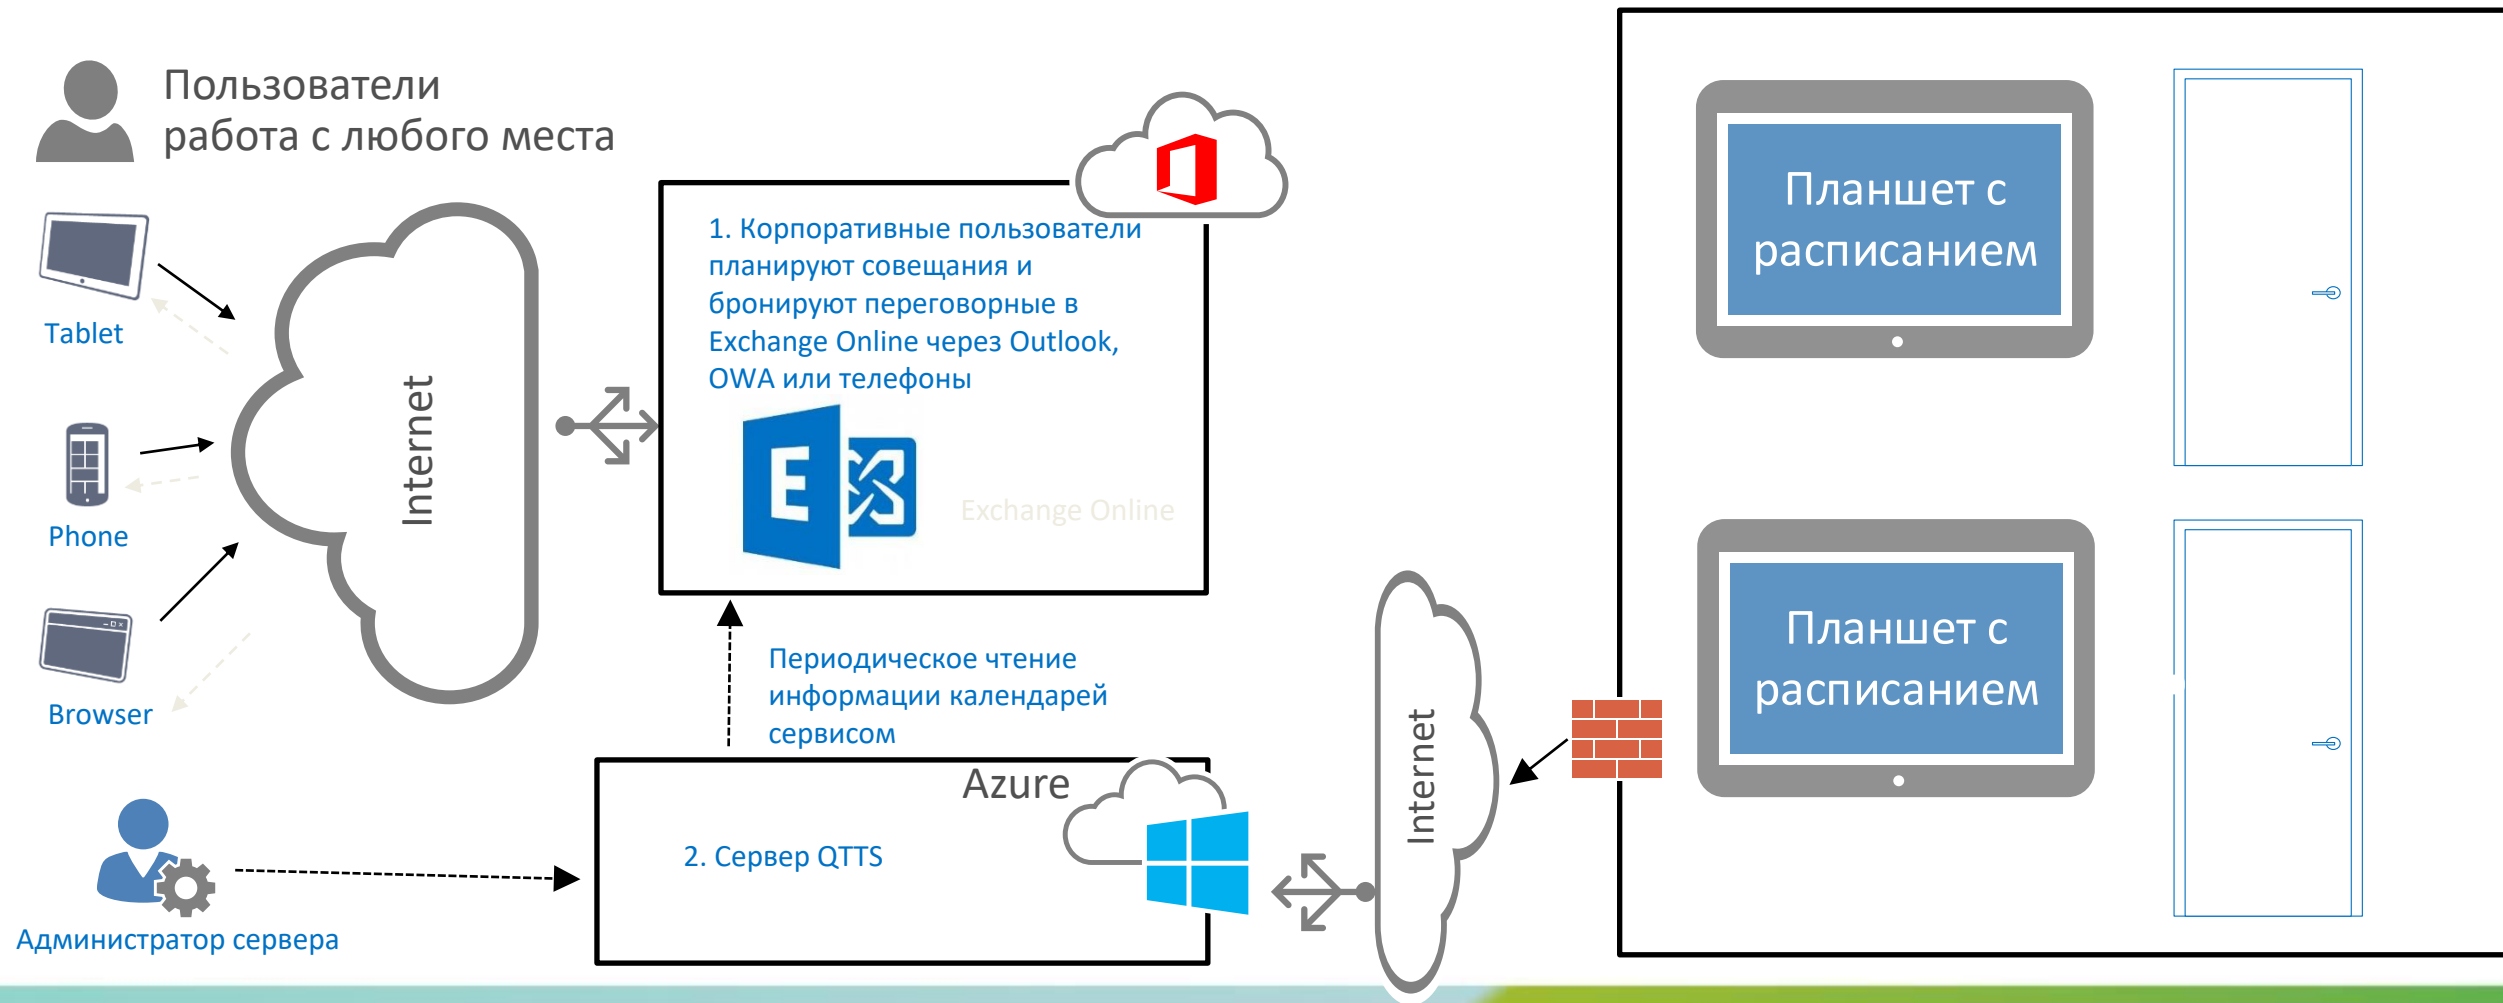 Пользователи
работа с любого места
Tablet
Phone
Browser
Internet
1. Корпоративные пользователи
планируют совещания и
бронируют переговорные в
Exchange Online через Outlook,
OWA или телефоны
E
Exchange Online
Периодическое чтение
информации календарей
сервисом
Azure
2. Сервер QTTS
Администратор сервера
Internet
Планшет с
расписанием
Планшет с
расписанием